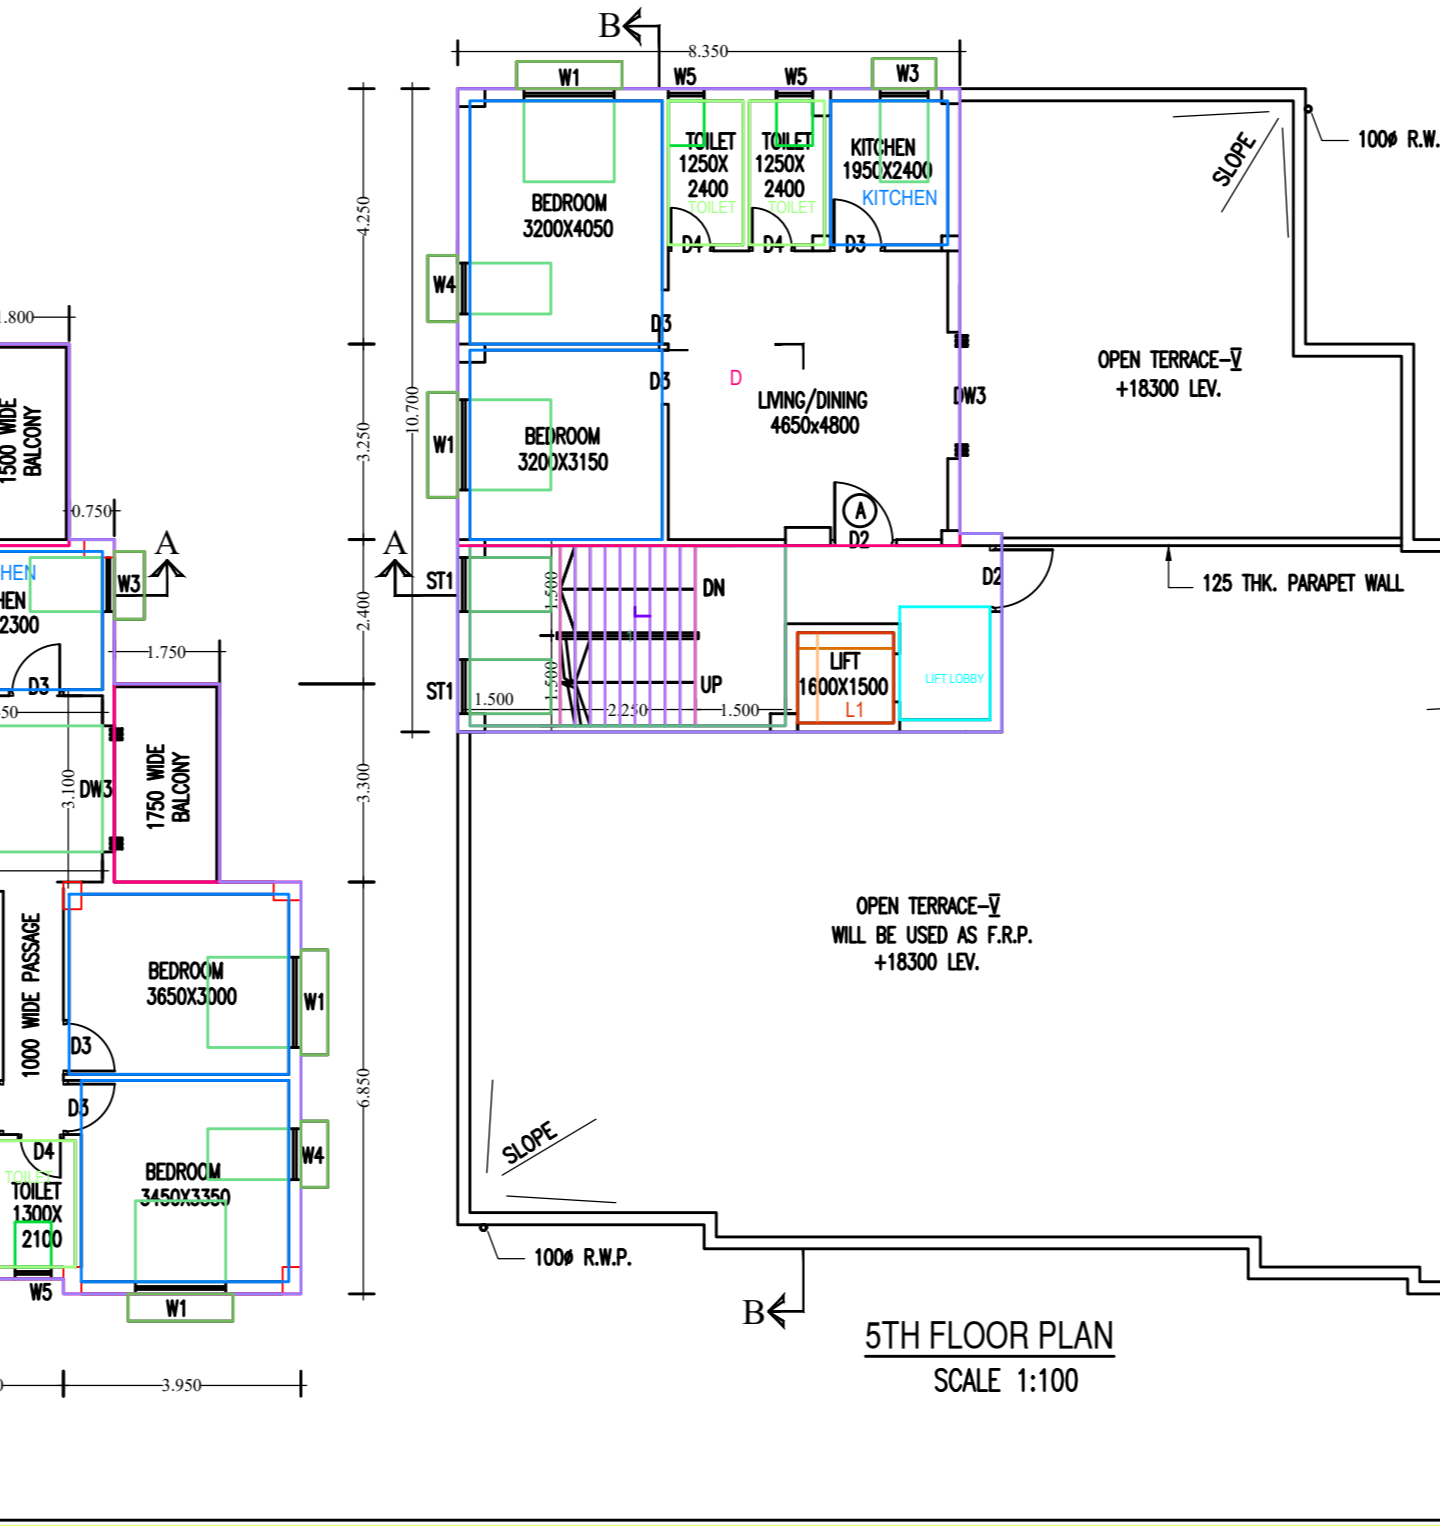 B
8.350
W1
W5
W5
W3
TOILET
1250X
2400
TOILET
TOILET
1250X
2400
TOILET
KITCHEN
1950X2400
KITCHEN
BEDROOM
3200X4050
D4
D4
D3
W4
D3
D3
W1
BEDROOM
3200X3150
D
LIVING/DINING
4650x4800
DW3
A
D2
SLOPE
100ø R.W.
OPEN TERRACE-V
+18300 LEV.
125 THK. PARAPET WALL
4.250
3.250
10.700
2.400
3.300
6.850
A
A
ST1
ST1
1.500
1.500
L
DN
UP
1.500
2.250
1.500
D2
LIFT
1600X1500
L1
LIFT LOBBY
OPEN TERRACE-V
WILL BE USED AS F.R.P.
+18300 LEV.
SLOPE
100ø R.W.P.
B
5TH FLOOR PLAN
SCALE 1:100
1.800
1500 WIDE
BALCONY
0.750
HEN
HEN
2300
W3
D3
1.750
50
DW3
3.100
1750 WIDE
BALCONY
1000 WIDE PASSAGE
BEDROOM
3650X3000
W1
D3
D3
D4
TOILET
TOILET
1300X
2100
W5
BEDROOM
3450X3350
W4
W1
3.950